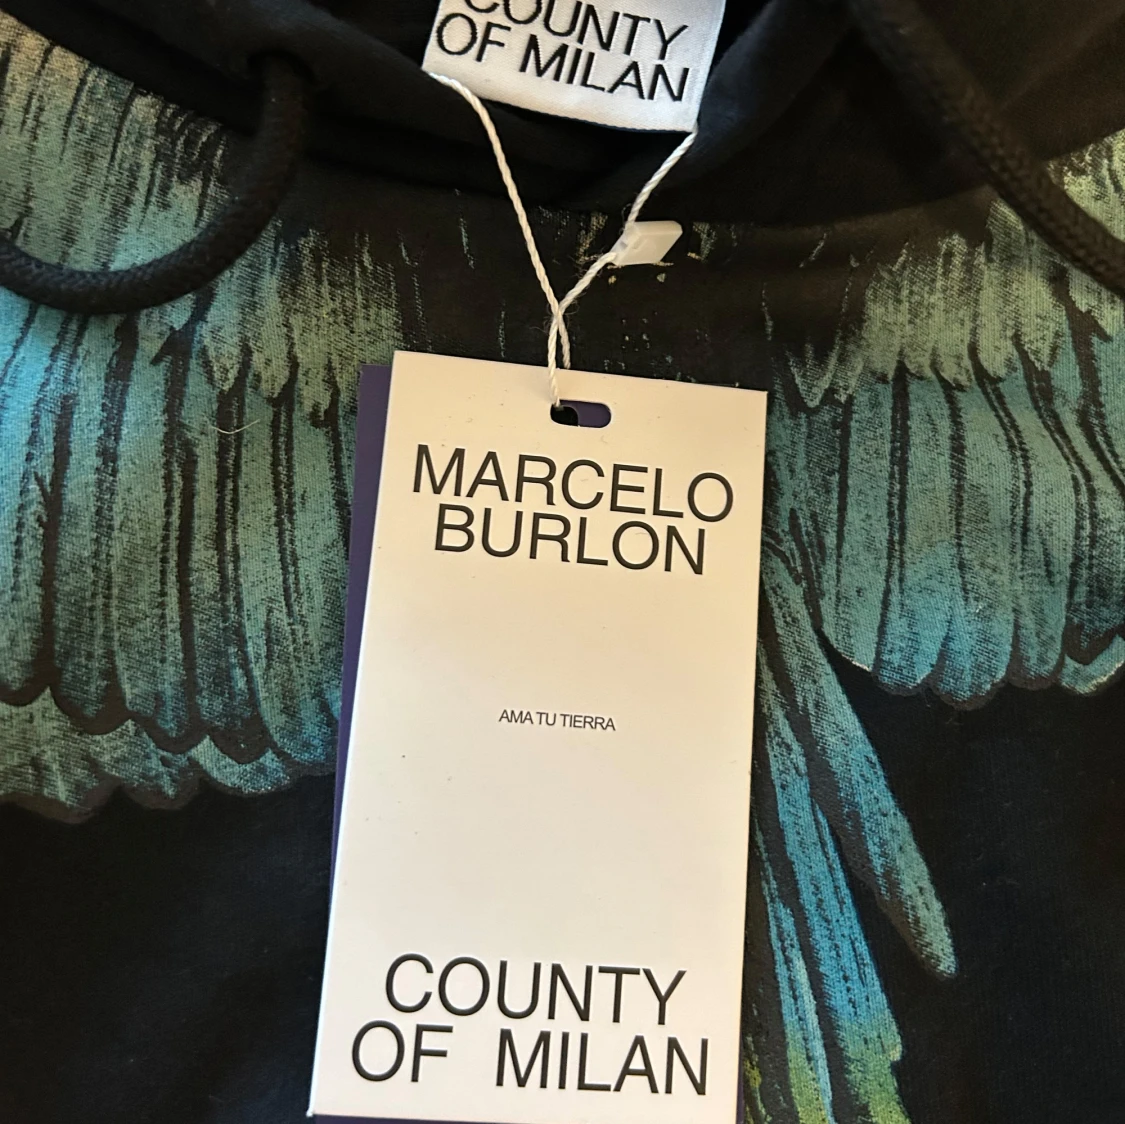 COUNTY
OF MILAN
MARCELO
BURLON
AMA TU TIERRA
COUNTY
OF MILAN